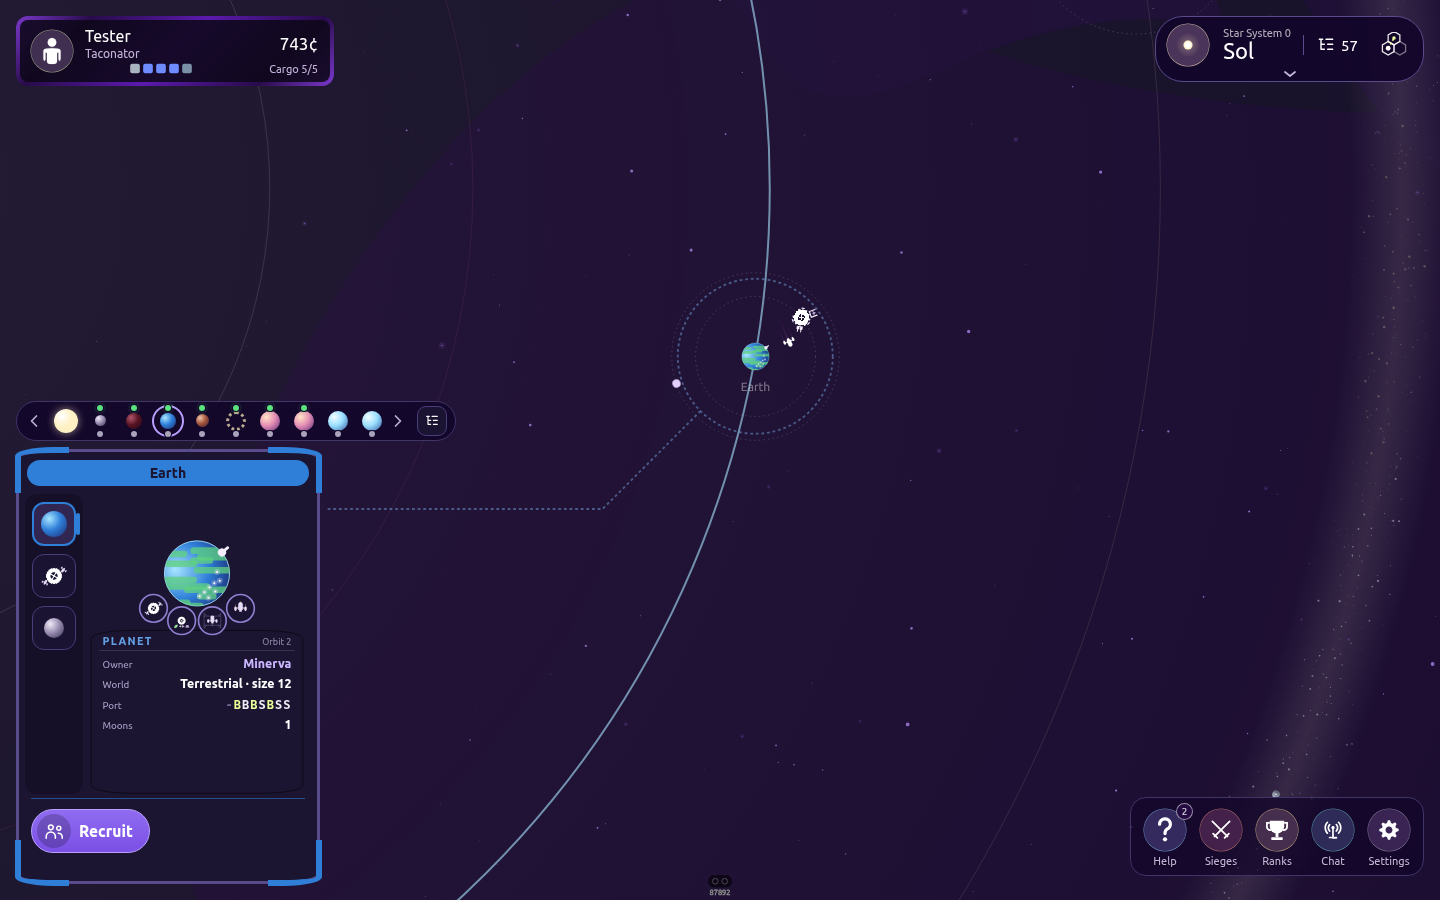 Tester
Taconator
743¢
Cargo 5/5
Star System 0
Sol
57
Earth
Earth
PLANET
Orbit 2
Owner
Minerva
World
Terrestrial · size 12
Port
-BBBSBSS
Moons
1
Recruit
2
Help
Sieges
Ranks
Chat
Settings
87892